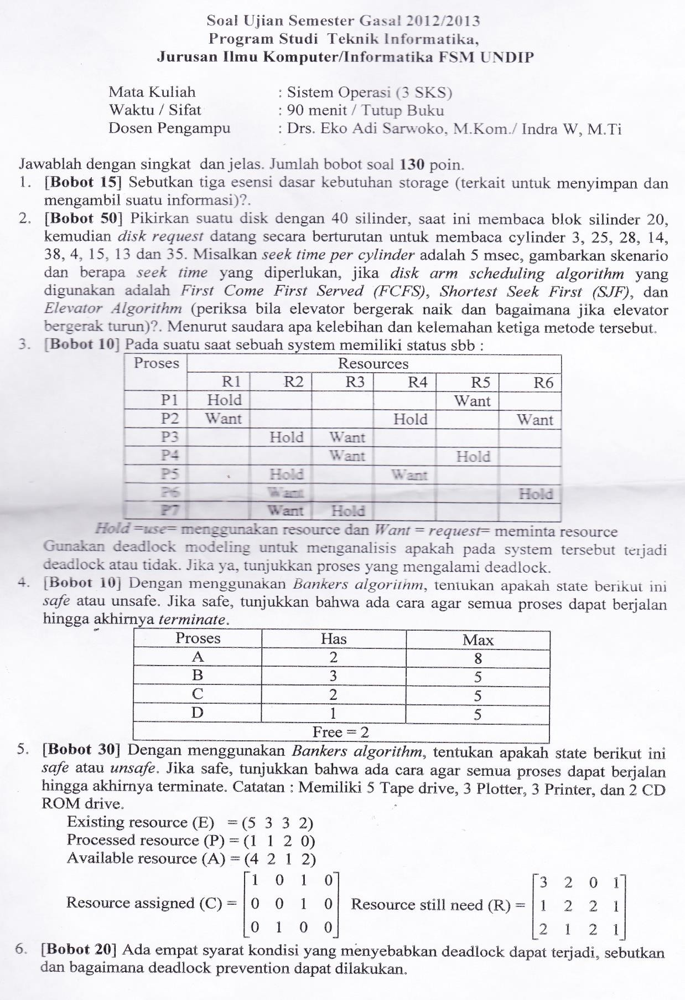 Soal Ujian Semester Gasal 2012/2013
Program Studi Teknik Informatika,
Jurusan Ilmu Komputer/Informatika FSM UNDIP
Mata Kuliah : Sistem Operasi (3 SKS)
Waktu / Sifat : 90 menit / Tutup Buku
Dosen Pengampu : Drs. Eko Adi Sarwoko, M.Kom./ Indra W, M.Ti
Jawablah dengan singkat dan jelas. Jumlah bobot soal 130 poin.
1. [Bobot 15] Sebutkan tiga esensi dasar kebutuhan storage (terkait untuk menyimpan dan
mengambil suatu informasi)?.
2. [Bobot 50] Pikirkan suatu disk dengan 40 silinder, saat ini membaca blok silinder 20,
kemudian disk request datang secara berturutan untuk membaca cylinder 3, 25, 28, 14,
38, 4, 15, 13 dan 35. Misalkan seek time per cylinder adalah 5 msec, gambarkan skenario
dan berapa seek time yang diperlukan, jika disk arm scheduling algorithm yang
digunakan adalah First Come First Served (FCFS), Shortest Seek First (SJF), dan
Elevator Algorithm (periksa bila elevator bergerak naik dan bagaimana jika elevator
bergerak turun)?. Menurut saudara apa kelebihan dan kelemahan ketiga metode tersebut.
3. [Bobot 10] Pada suatu saat sebuah system memiliki status sbb :
Proses Resources
R1 R2 R3 R4 R5 R6
P1 Hold Want
P2 Want Hold Want
P3 Hold Want
P4 Want Hold
P5 Hold Want
P6 Want Hold
P7 Want Hold
Hold =use= menggunakan resource dan Want = request= meminta resource
Gunakan deadlock modeling untuk menganalisis apakah pada system tersebut terjadi
deadlock atau tidak. Jika ya, tunjukkan proses yang mengalami deadlock.
4. [Bobot 10] Dengan menggunakan Bankers algorithm, tentukan apakah state berikut ini
safe atau unsafe. Jika safe, tunjukkan bahwa ada cara agar semua proses dapat berjalan
hingga akhirnya terminate.
Proses Has Max
A 2 8
B 3 5
C 2 5
D 1 5
Free = 2
5. [Bobot 30] Dengan menggunakan Bankers algorithm, tentukan apakah state berikut ini
safe atau unsafe. Jika safe, tunjukkan bahwa ada cara agar semua proses dapat berjalan
hingga akhirnya terminate. Catatan : Memiliki 5 Tape drive, 3 Plotter, 3 Printer, dan 2 CD
ROM drive.
Existing resource (E) = (5 3 3 2)
Processed resource (P) = (1 1 2 0)
Available resource (A) = (4 2 1 2)
1 0 1 0 3 2 0 1
Resource assigned (C) = 0 0 1 0 Resource still need (R) = 1 2 2 1
0 1 0 0 2 1 2 1
6. [Bobot 20] Ada empat syarat kondisi yang menyebabkan deadlock dapat terjadi, sebutkan
dan bagaimana deadlock prevention dapat dilakukan.